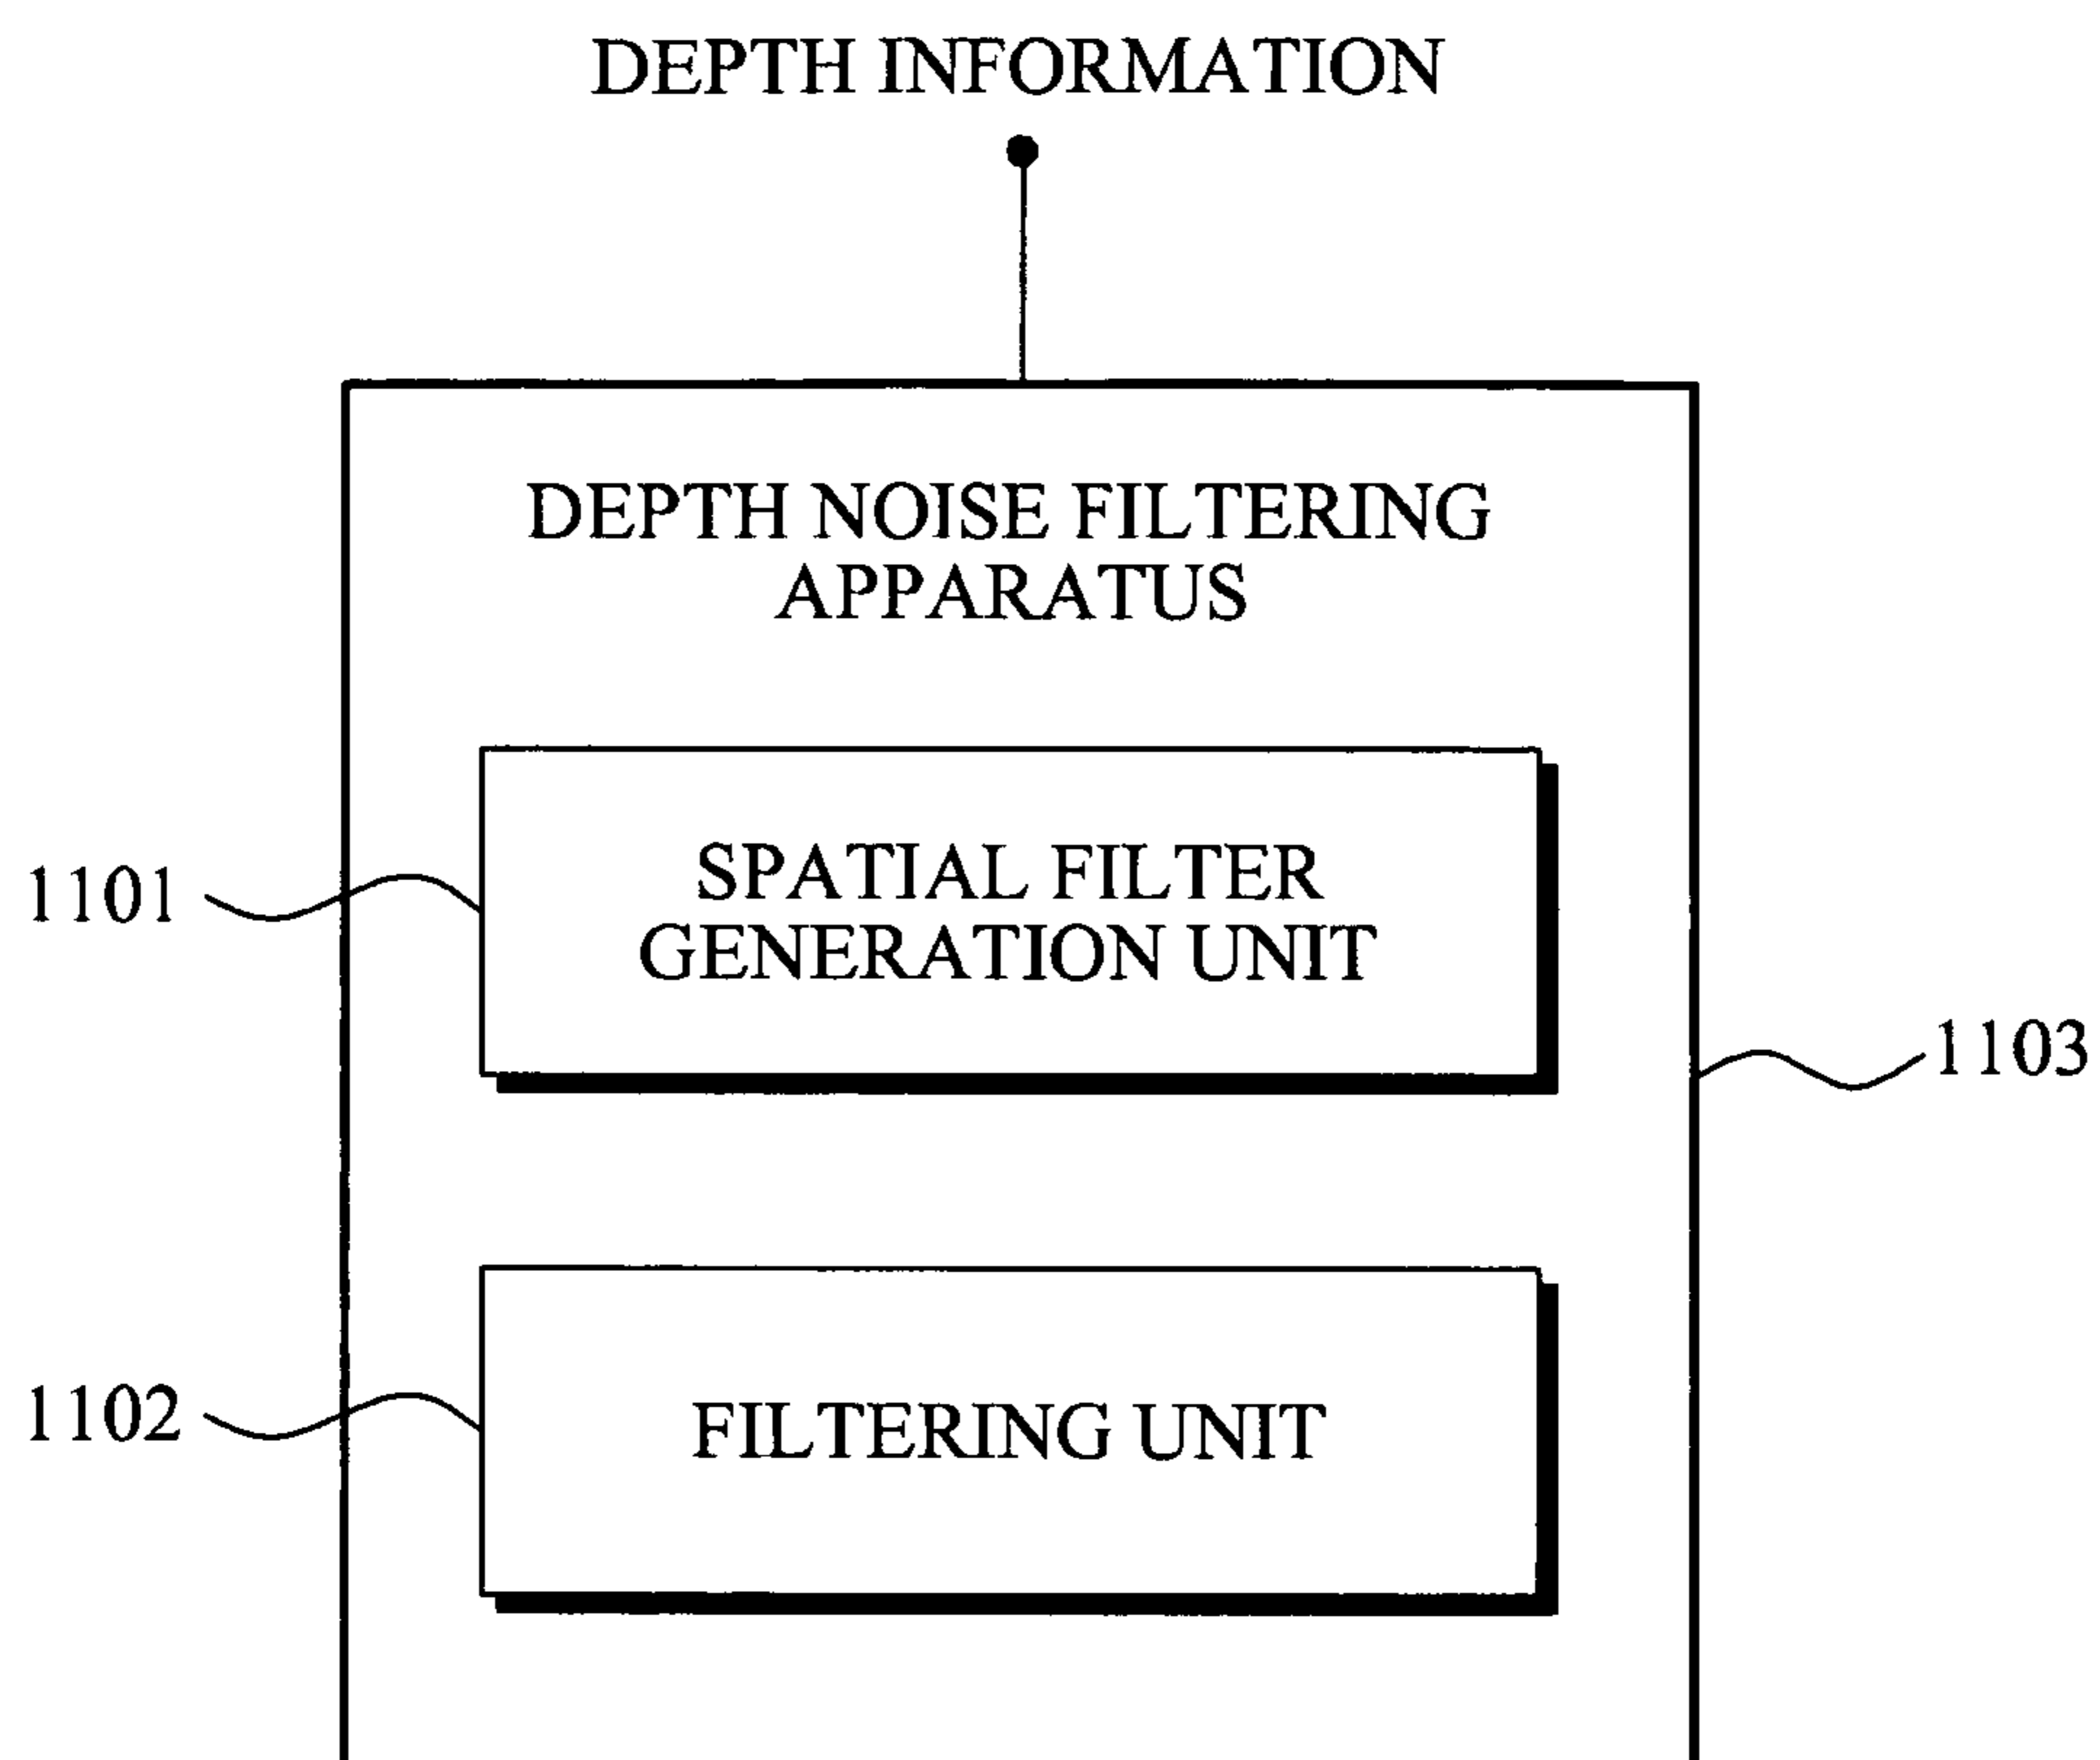 DEPTH INFORMATION
DEPTH NOISE FILTERING
APPARATUS
SPATIAL FILTER
GENERATION UNIT
1101
1103
FILTERING UNIT
1102